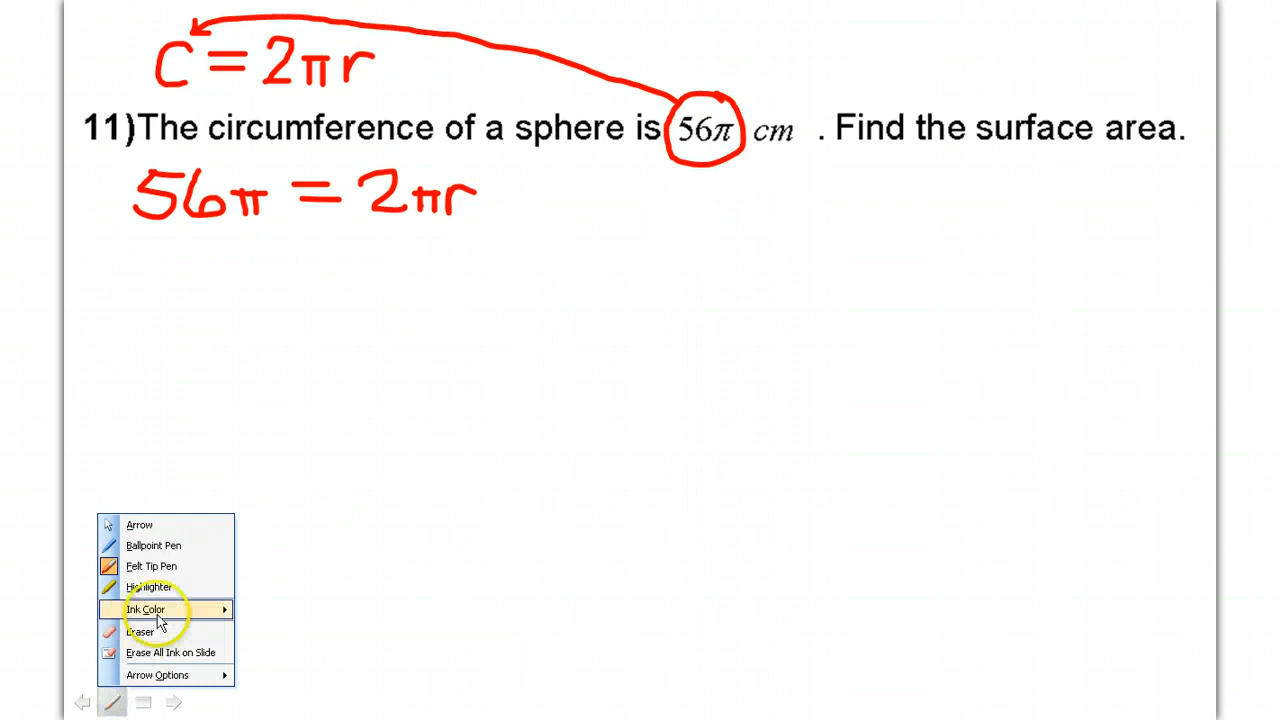 C = 2πr
11)The circumference of a sphere is 56π cm . Find the surface area.
56π = 2πr
Arrow
Ballpoint Pen
Felt Tip Pen
Highlighter
Ink Color
Eraser
Erase All Ink on Slide
Arrow Options